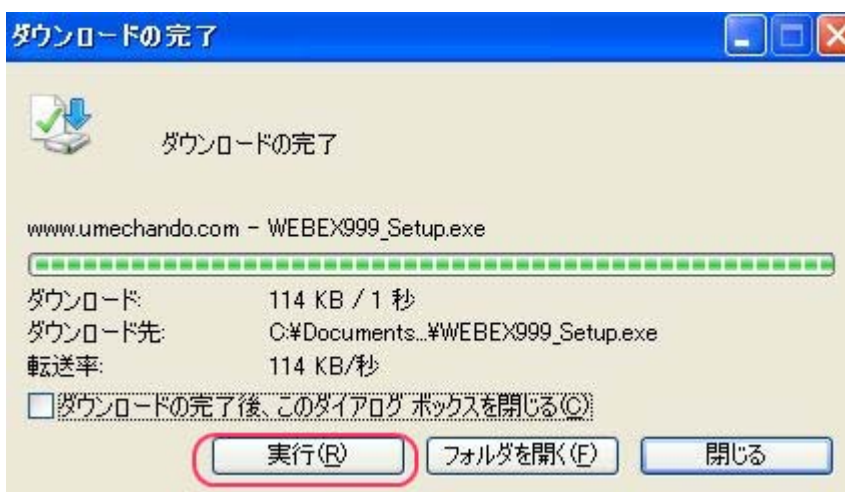 ダウンロードの完了
ダウンロードの完了
www.umechando.com - WEBEX999_Setup.exe
ダウンロード: 114 KB / 1 秒
ダウンロード先: C:¥Documents...¥WEBEX999_Setup.exe
転送率: 114 KB/秒
ダウンロードの完了後、このダイアログ ボックスを閉じる(C)
実行(R) フォルダを開く(F) 閉じる